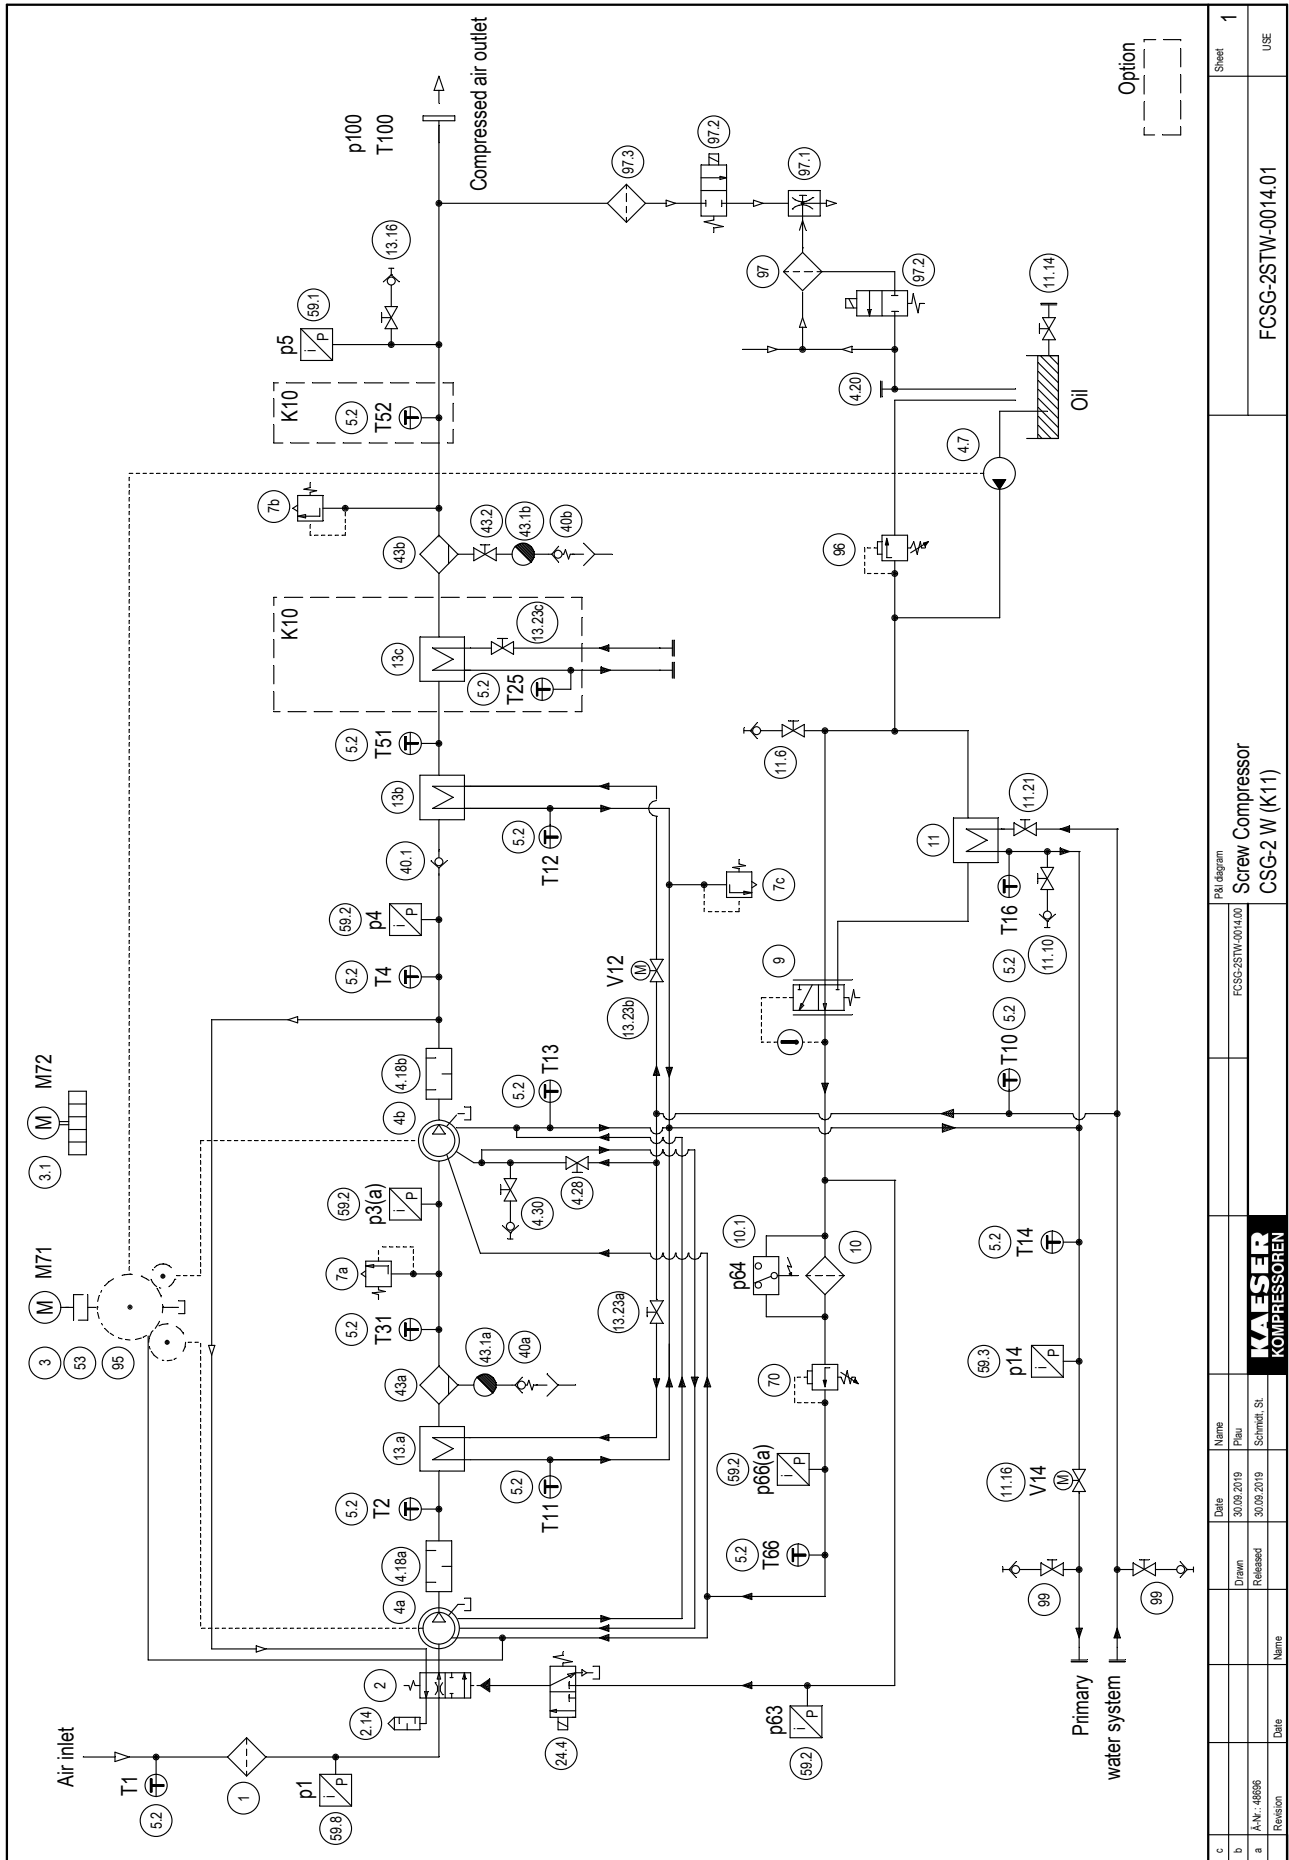 Air inlet
T1
5.2
1
p1
59.8
2
2.14
24.4
p63
59.2
4a
4.18a
5.2
T2
13.a
5.2
T11
43a
43.1a
40a
5.2
T31
7a
59.2
p3(a)
3
53
95
M
M71
3.1
M
M72
4b
4.18b
5.2
T13
4.30
4.28
13.23a
5.2
T4
59.2
p4
40.1
13b
5.2
T12
5.2
T51
V12
M
13.23b
7c
K10
13c
13.23c
5.2
T25
43b
43.2
43.1b
40b
7b
K10
5.2
T52
p5
59.1
13.16
p100
T100
Compressed air outlet
97.3
97.2
97.1
97
97.2
4.20
4.7
11.14
Oil
96
11.6
11
11.21
9
T16
5.2
11.10
T10
5.2
p64
10.1
10
70
59.2
p66(a)
5.2
T66
5.2
T14
59.3
p14
11.16
V14
M
99
99
Primary
water system
Option
c
b
a
Ä-Nr.: 48696
Revision
Date
Name
Drawn
Released
Date
30.09.2019
30.09.2019
Name
Plau
Schmidt, St.
KAESER
KOMPRESSOREN
FCSG-2STW-0014.00
P&I diagram
Screw Compressor
CSG-2 W (K11)
FCSG-2STW-0014.01
Sheet
1
USE